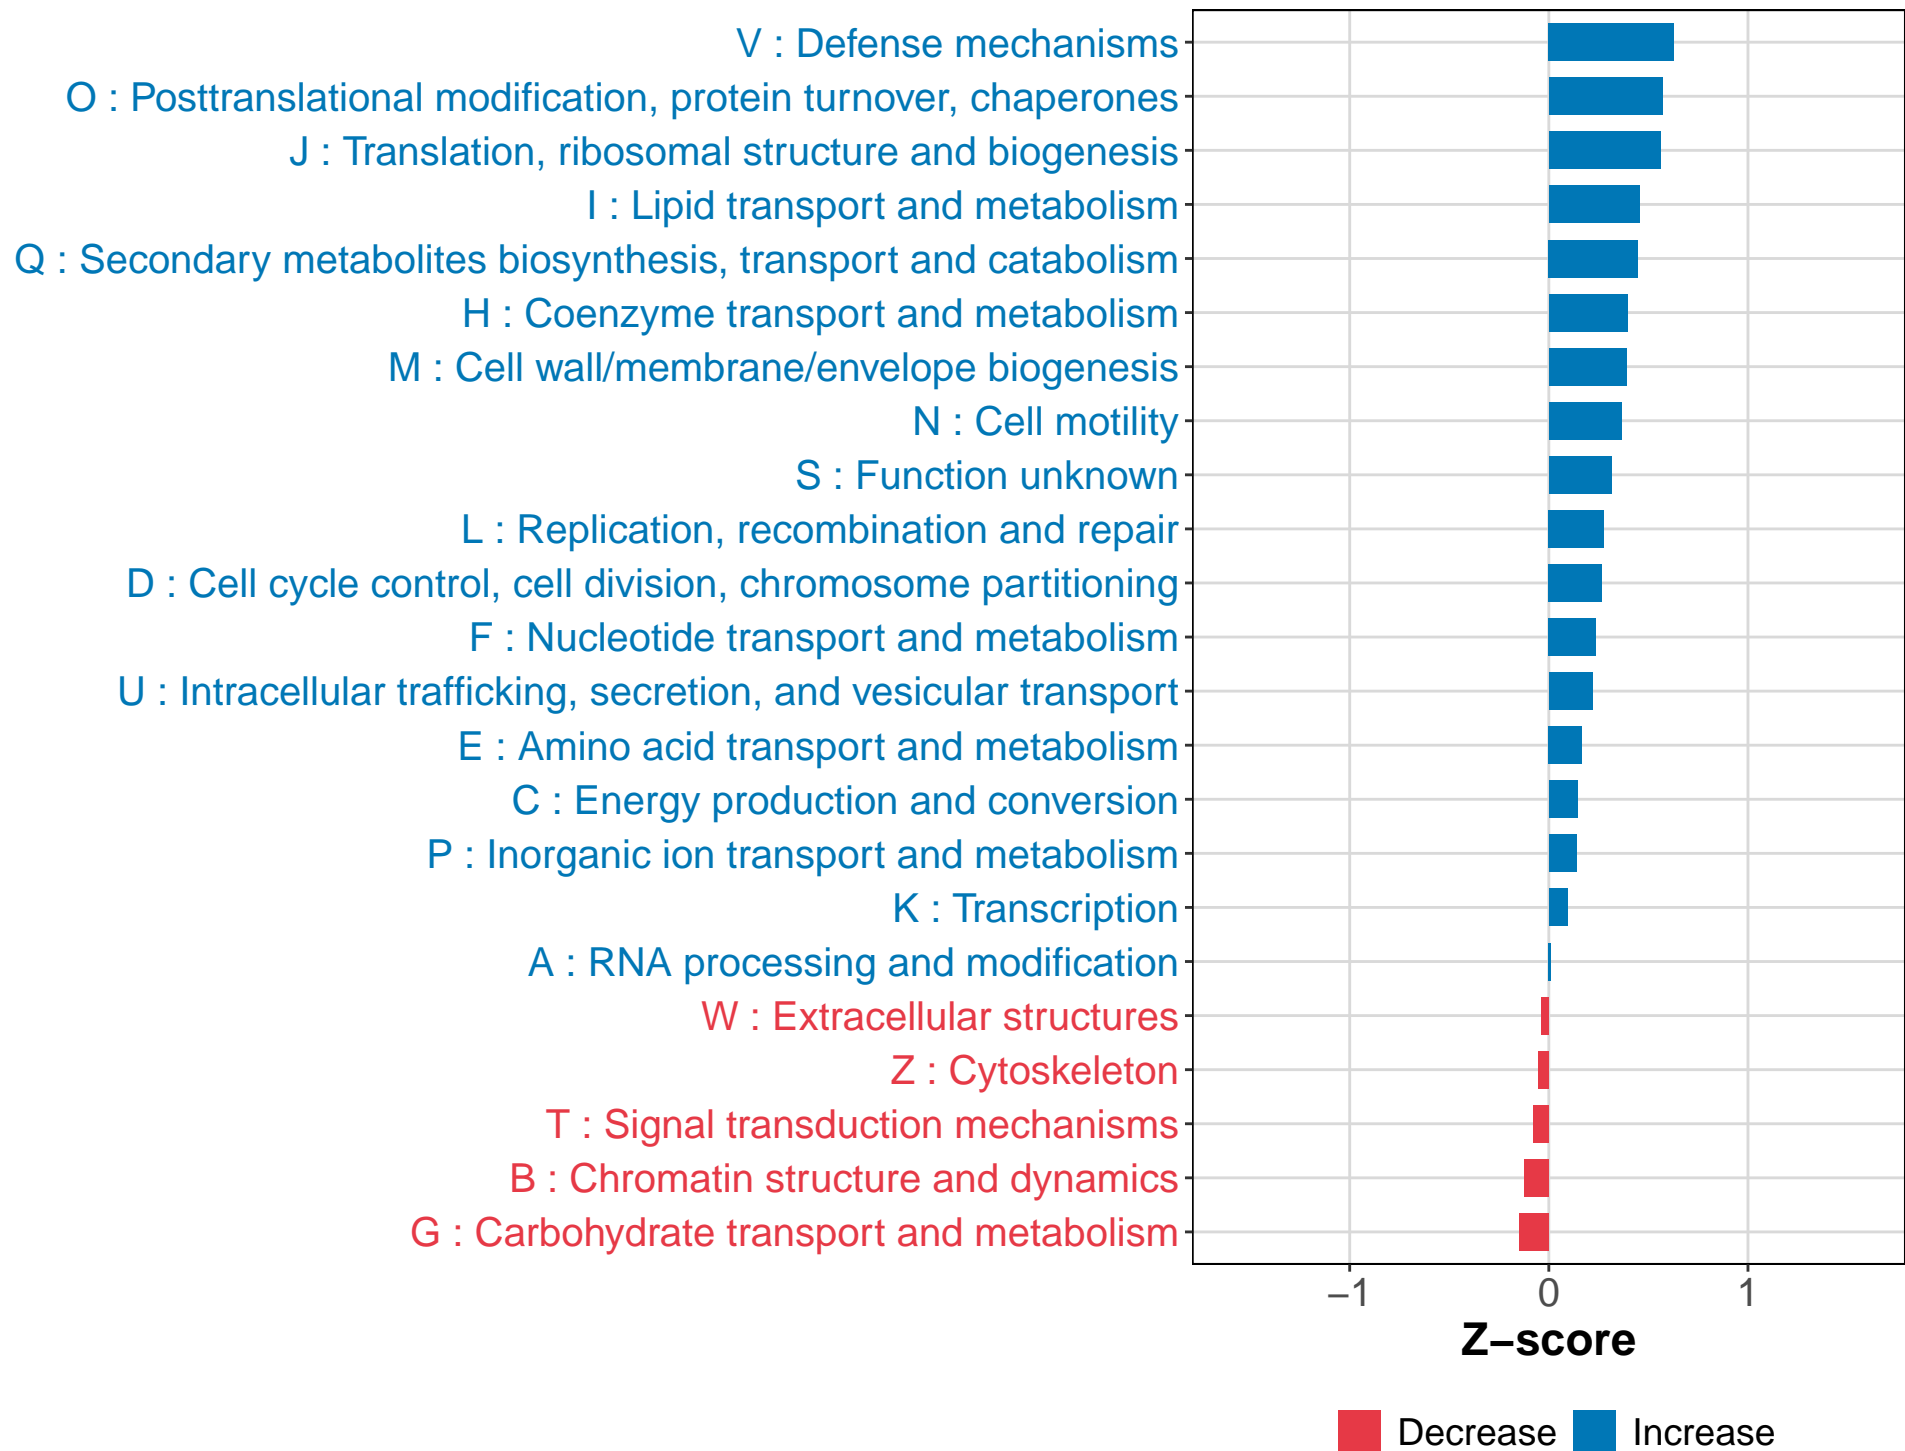 V : Defense mechanisms
O : Posttranslational modification, protein turnover, chaperones
J : Translation, ribosomal structure and biogenesis
I : Lipid transport and metabolism
Q : Secondary metabolites biosynthesis, transport and catabolism
H : Coenzyme transport and metabolism
M : Cell wall/membrane/envelope biogenesis
N : Cell motility
S : Function unknown
L : Replication, recombination and repair
D : Cell cycle control, cell division, chromosome partitioning
F : Nucleotide transport and metabolism
U : Intracellular trafficking, secretion, and vesicular transport
E : Amino acid transport and metabolism
C : Energy production and conversion
P : Inorganic ion transport and metabolism
K : Transcription
A : RNA processing and modification
W : Extracellular structures
Z : Cytoskeleton
T : Signal transduction mechanisms
B : Chromatin structure and dynamics
G : Carbohydrate transport and metabolism
−1 0 1
Z−score
Decrease Increase